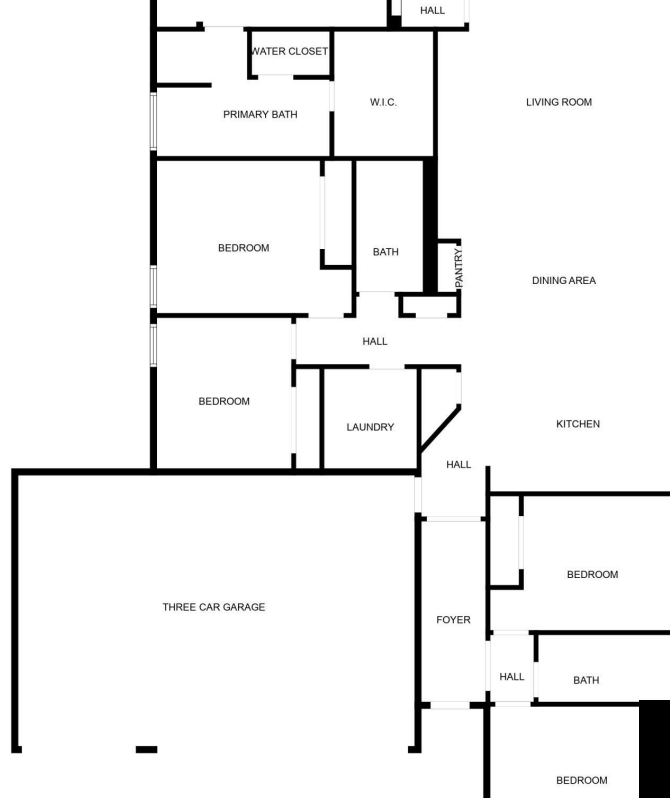 HALL
WATER CLOSET
W.I.C.
LIVING ROOM
PRIMARY BATH
BEDROOM
BATH
PANTRY
DINING AREA
HALL
BEDROOM
LAUNDRY
KITCHEN
HALL
BEDROOM
THREE CAR GARAGE
FOYER
HALL
BATH
BEDROOM